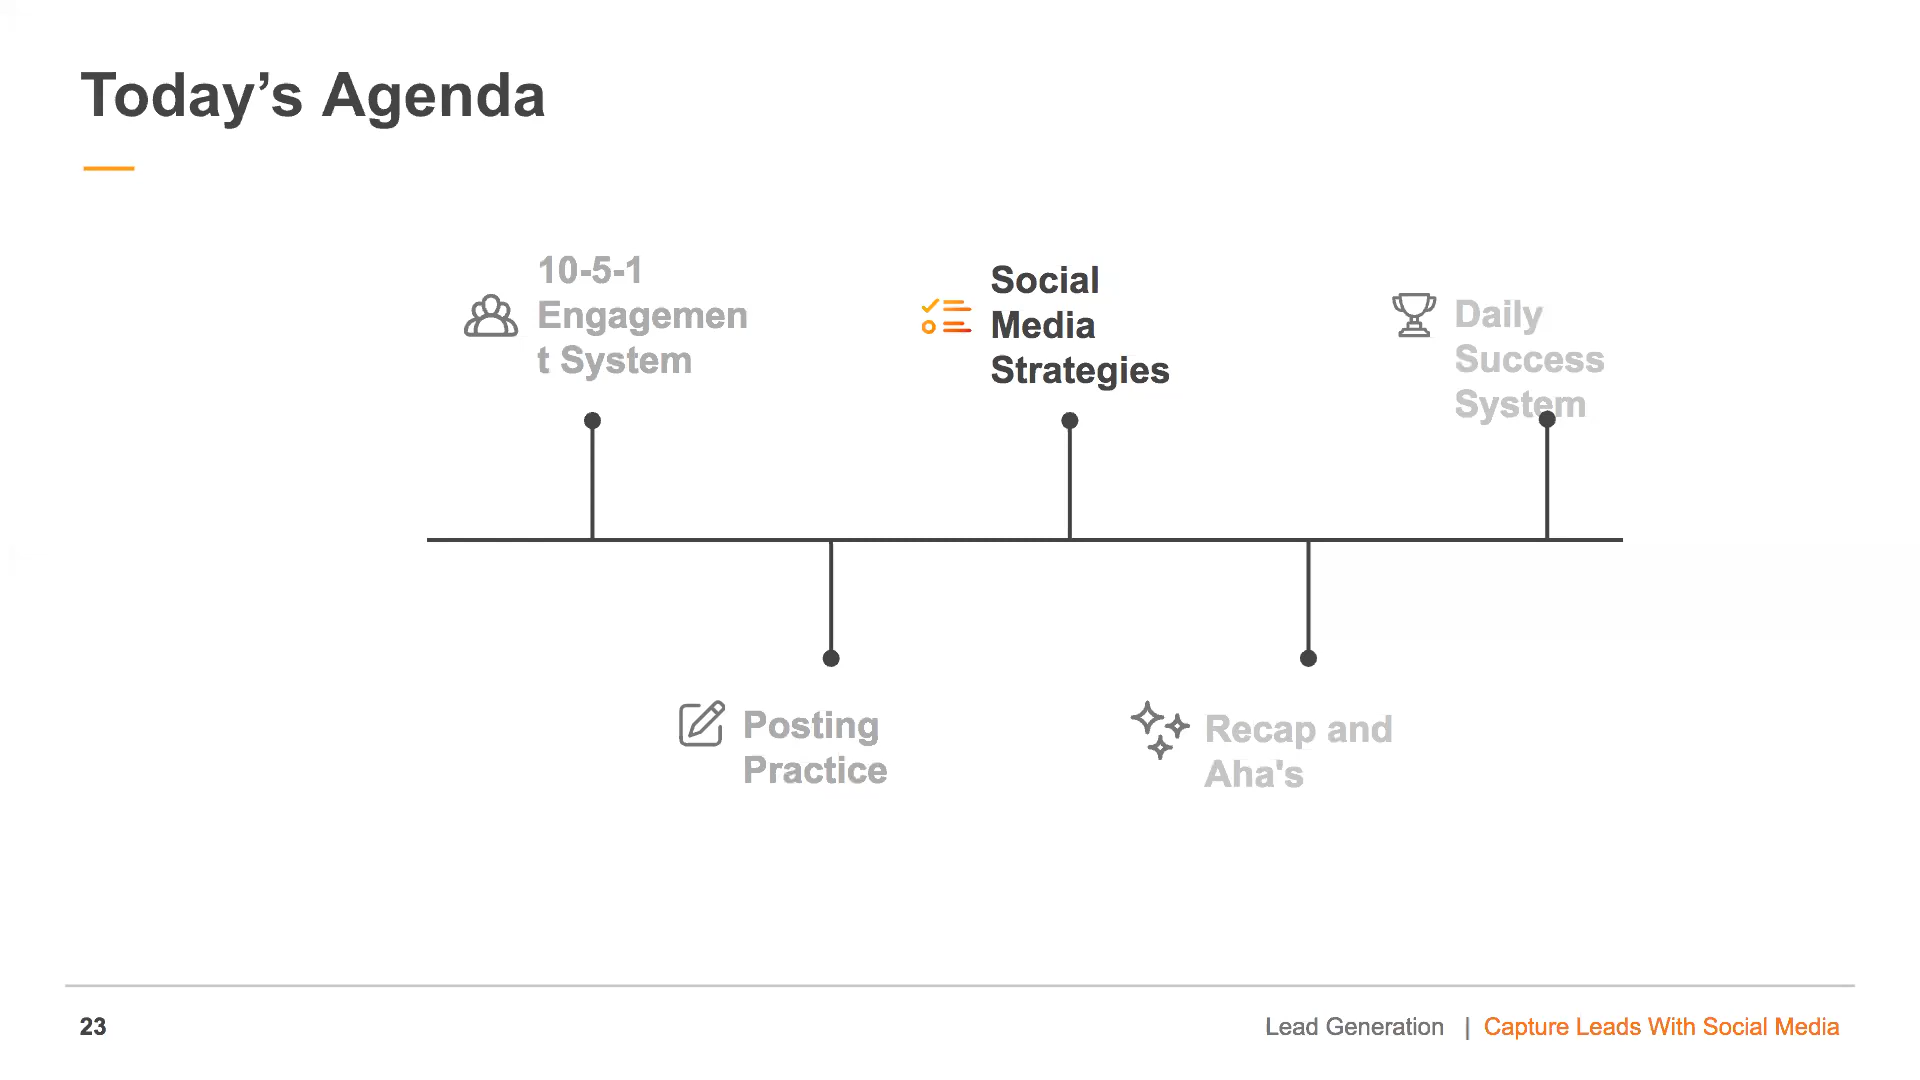 Today’s Agenda
10-5-1
Engagemen
t System
Social
Media
Strategies
Daily
Success
System
Posting
Practice
Recap and
Aha's
23
Lead Generation | Capture Leads With Social Media